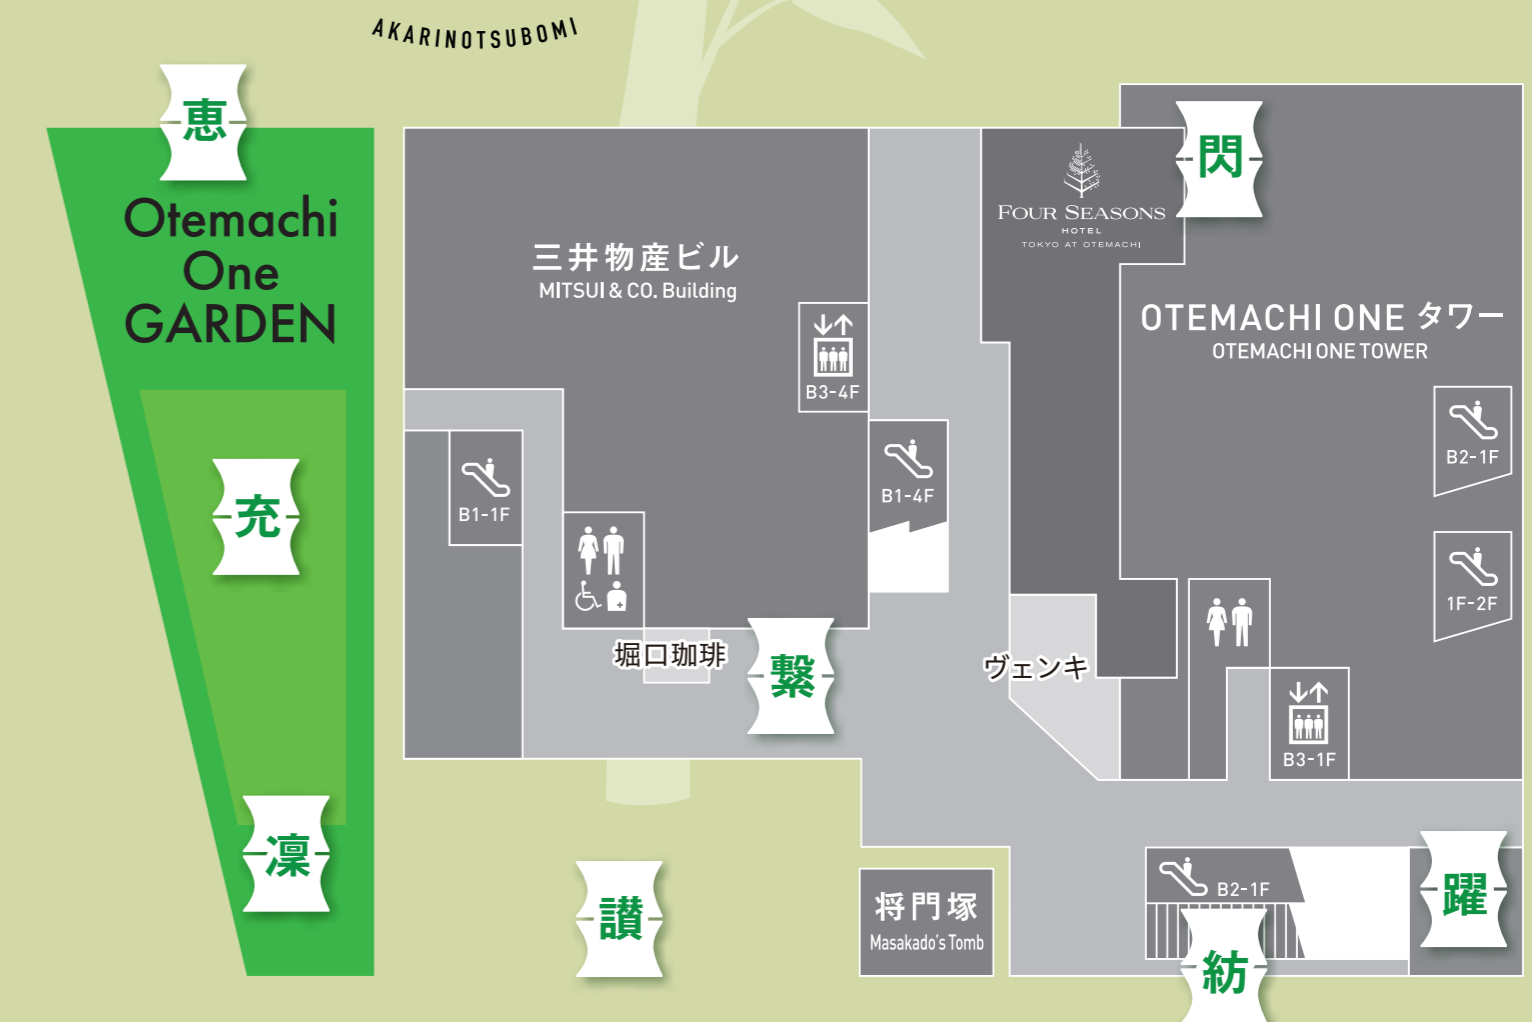 AKARINOTSUBOMI
恵
Otemachi
One
GARDEN
充
凜
三井物産ビル
MITSUI & CO. Building
B3-4F
B1-4F
B1-1F
堀口珈琲
繋
讃
閃
FOUR SEASONS
HOTEL
TOKYO AT OTEMACHI
OTEMACHI ONE タワー
OTEMACHI ONE TOWER
B2-1F
1F-2F
ヴェンキ
B3-1F
将門塚
Masakado's Tomb
B2-1F
紡
躍